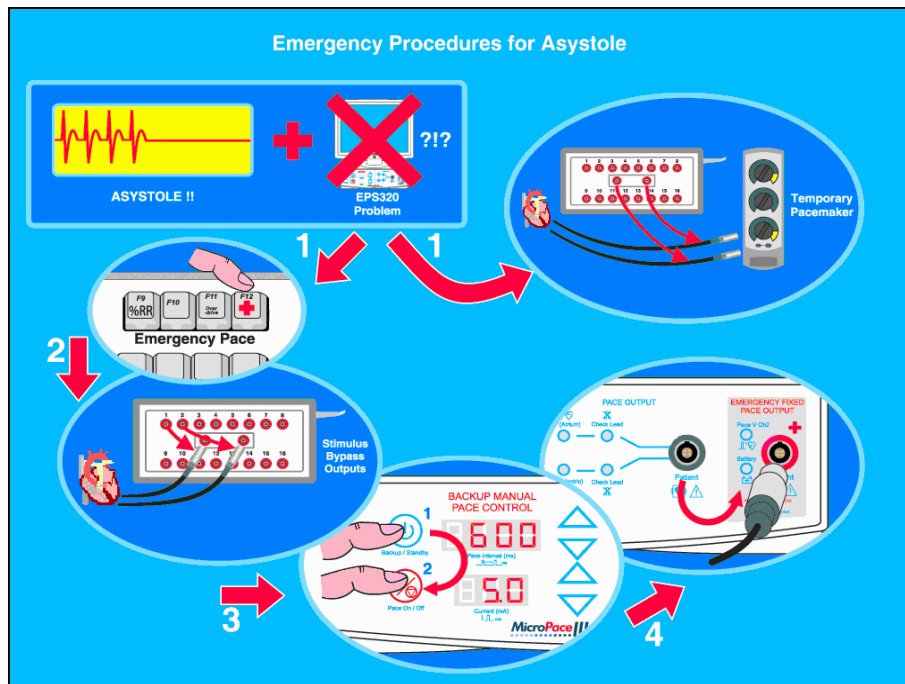 Emergency Procedures for Asystole
ASYSTOLE !!
?!?
EPS320
Problem
1
1
1 2 3 4 5 6 7 8
9 10 11 12 13 14 15 16
Temporary
Pacemaker
F9
%RR
F10
F11
Over
-drive
F12
Emergency Pace
2
1 2 3 4 5 6 7 8
9 10 12 13 14 15 16
Stimulus
Bypass
Outputs
3
BACKUP MANUAL
PACE CONTROL
1
Backup / Standby
600
Pace Interval (ms)
2
Pace On / Off
5.0
Current (mA)
MicroPace III
4
PACE OUTPUT
(Atrium)
Check Lead
Check Lead
Patient
EMERGENCY FIXED
PACE OUTPUT
Pace V Ch2
Battery